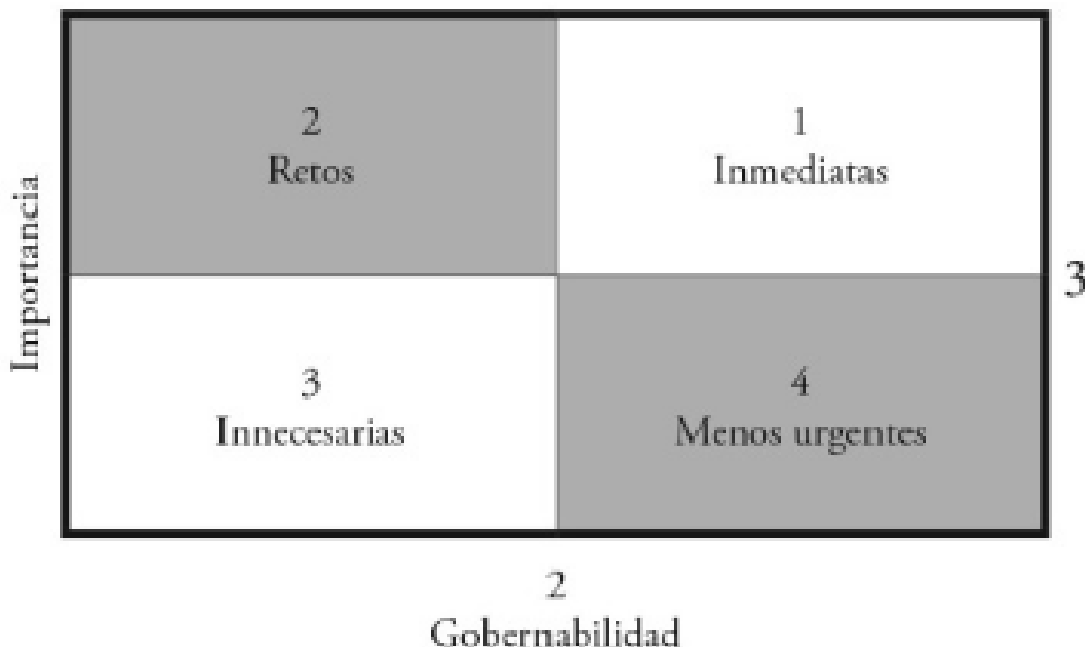 2
Retos
1
Inmediatas
Importancia
3
3
Innecesarias
4
Menos urgentes
2
Gobernabilidad